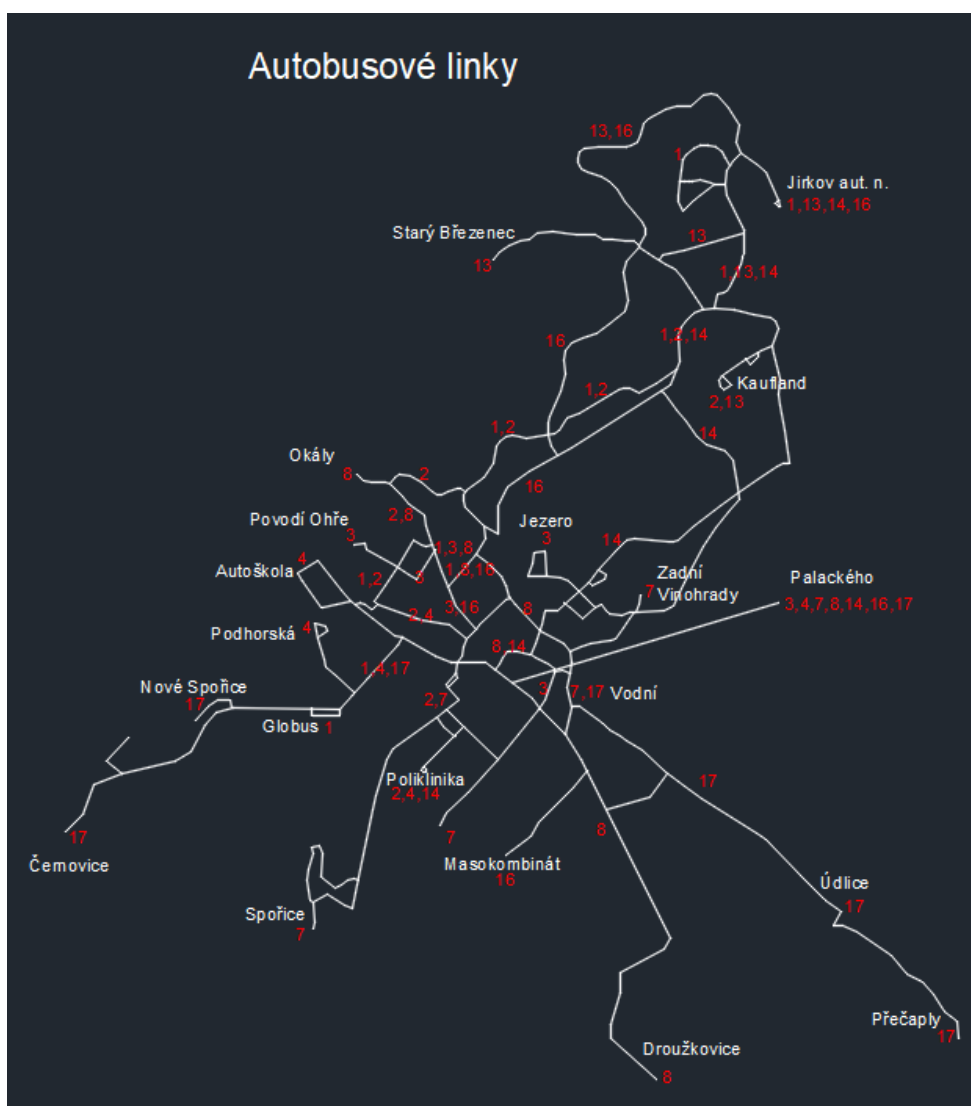 Autobusové linky
13,16
1
Jirkov aut. n.
1,13,14,16
Starý Březenec
13
13
1,13,14
16
1,2,14
Kaufland
2,13
1,2
1,2
14
Okály
8
2
16
2,8
Povodí Ohře
3
Jezero
3
1,3,8
14
4
Autoškola
1,2
3
1,8,16
Zadní
Vinohrady
7
Palackého
3,4,7,8,14,16,17
2,4
3,16
8
Podhorská
4
1,4,17
8,14
Nové Spořice
17
2,7
3
7,17
Vodní
Globus
1
Poliklinika
2,4,14
17
7
8
17
Černovice
Masokombinát
16
Spořice
7
Údlice
17
Přečaply
17
Droužkovice
8